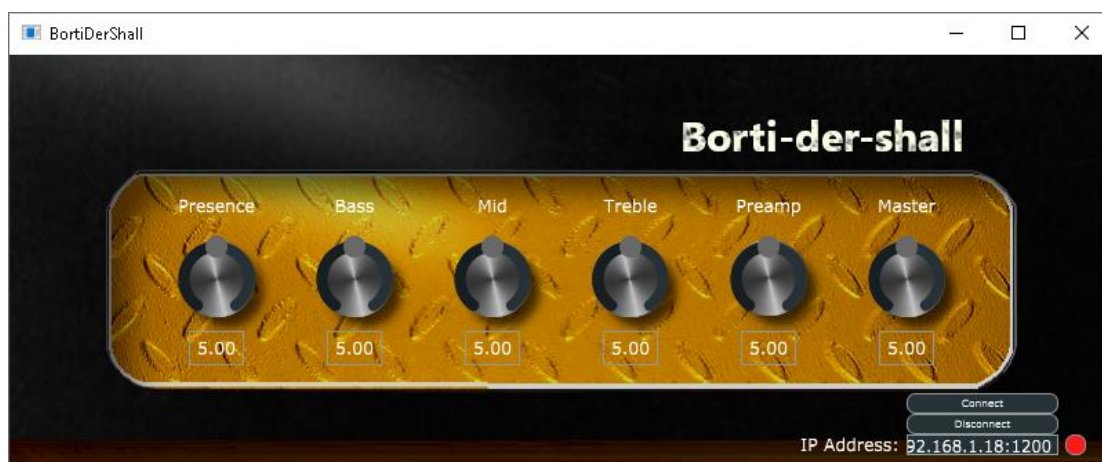 BortiDerShall
Borti-der-shall
Presence Bass Mid Treble Preamp Master
5.00 5.00 5.00 5.00 5.00 5.00
Connect
Disconnect
IP Address: 92.168.1.18:1200